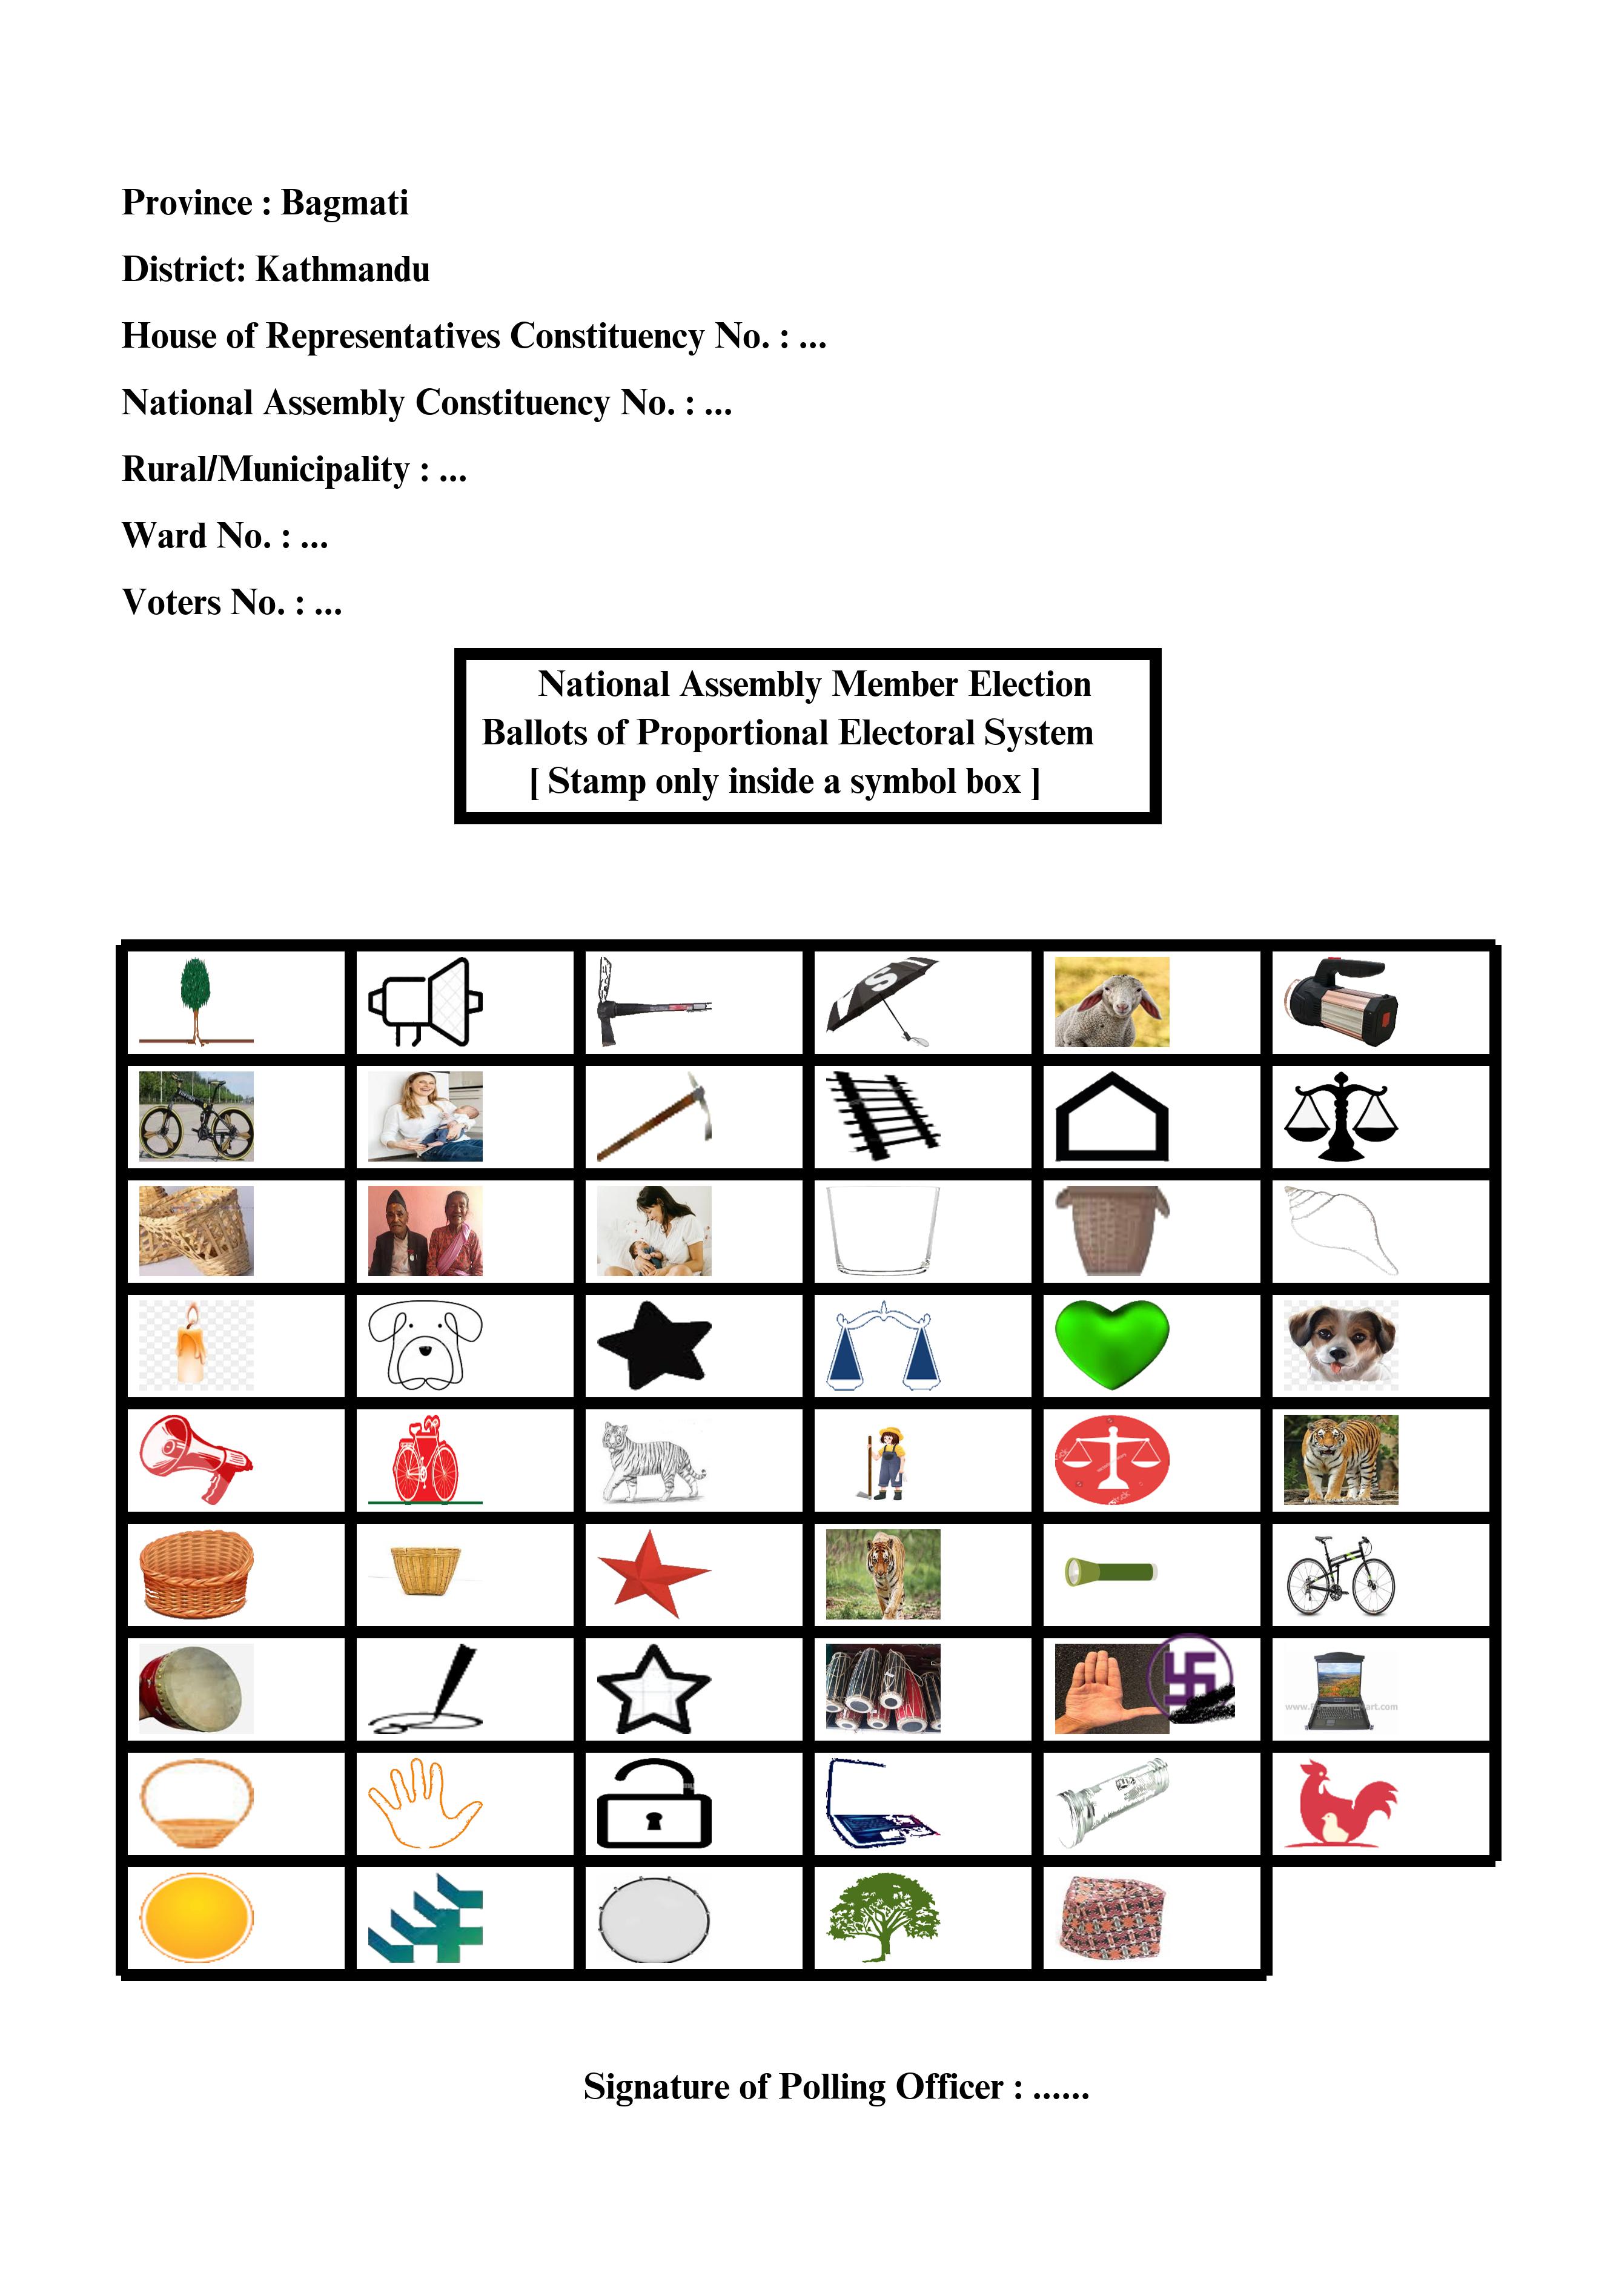 Province : Bagmati
District: Kathmandu
House of Representatives Constituency No. : ...
National Assembly Constituency No. : ...
Rural/Municipality : ...
Ward No. : ...
Voters No. : ...
National Assembly Member Election
Ballots of Proportional Electoral System
[ Stamp only inside a symbol box ]
Signature of Polling Officer : ......